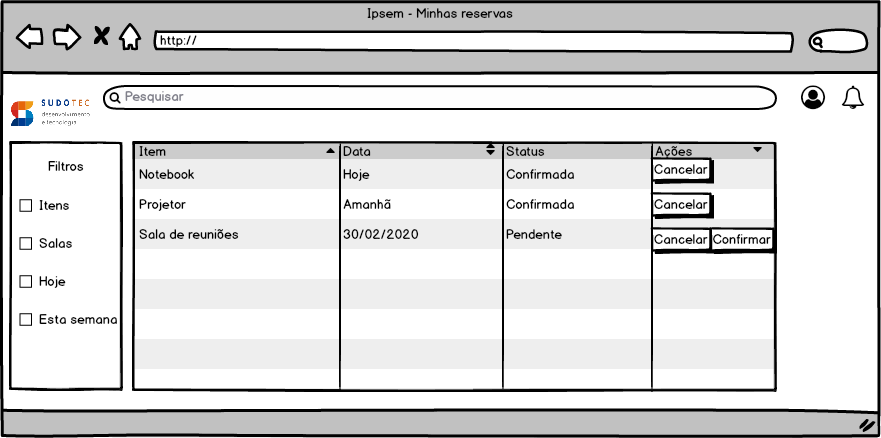 Ipsem - Minhas reservas
http://
SUDOTEC
desenvolvimento
e tecnologia
Pesquisar
Filtros
Itens
Salas
Hoje
Esta semana
Item Data Status Ações
Notebook Hoje Confirmada Cancelar
Projetor Amanhã Confirmada Cancelar
Sala de reuniões 30/02/2020 Pendente Cancelar Confirmar